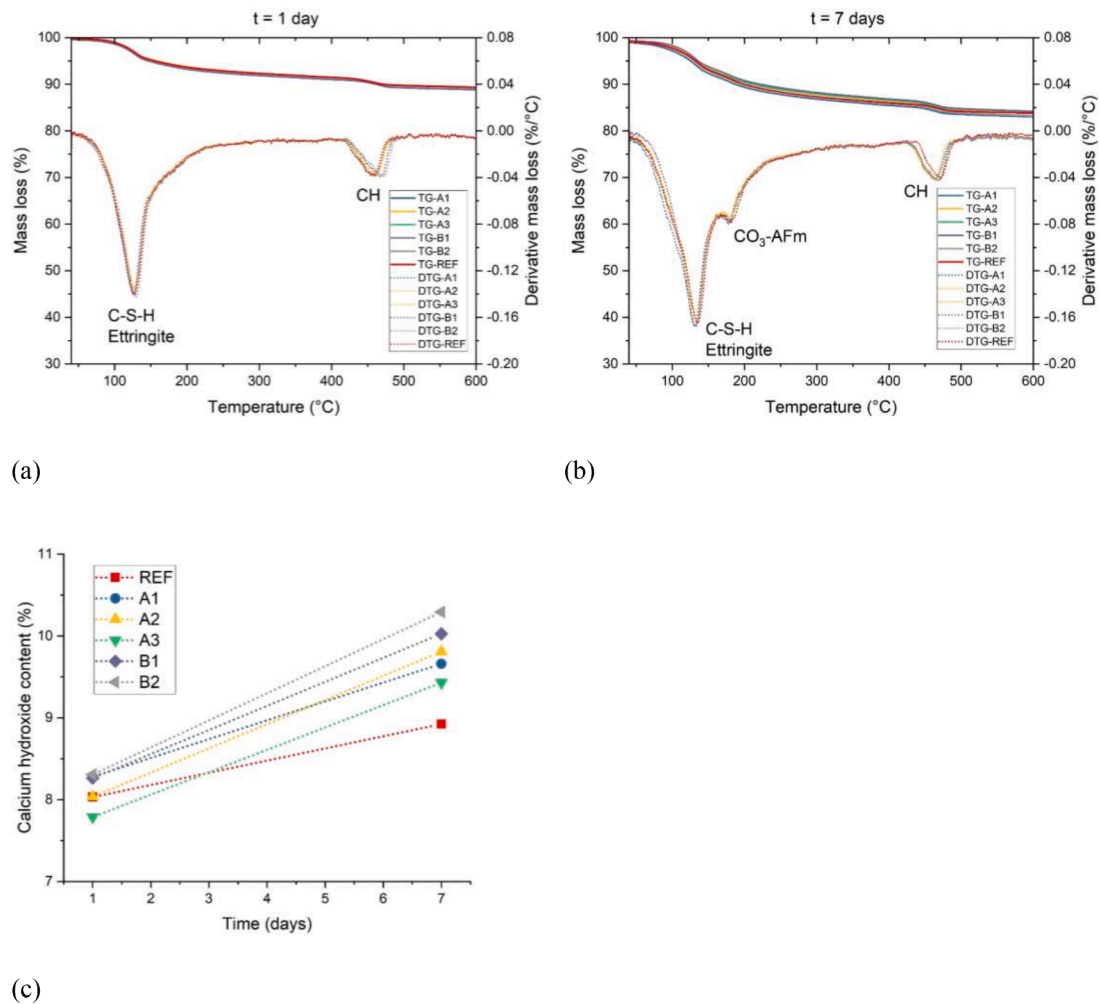 t = 1 day
100
90
80
70
60
50
40
30
Mass loss (%)
0.08
0.04
0.00
-0.04
-0.08
-0.12
-0.16
-0.20
Derivative mass loss (%/°C)
CH
C-S-H
Ettringite
TG-A1
TG-A2
TG-A3
TG-B1
TG-B2
TG-REF
DTG-A1
DTG-A2
DTG-A3
DTG-B1
DTG-B2
DTG-REF
100 200 300 400 500 600
Temperature (°C)
(a)
t = 7 days
100
90
80
70
60
50
40
30
Mass loss (%)
0.08
0.04
0.00
-0.04
-0.08
-0.12
-0.16
-0.20
Derivative mass loss (%/°C)
CH
CO₃-AFm
C-S-H
Ettringite
TG-A1
TG-A2
TG-A3
TG-B1
TG-B2
TG-REF
DTG-A1
DTG-A2
DTG-A3
DTG-B1
DTG-B2
DTG-REF
100 200 300 400 500 600
Temperature (°C)
(b)
11
10
9
8
7
Calcium hydroxide content (%)
REF
A1
A2
A3
B1
B2
1 2 3 4 5 6 7
Time (days)
(c)